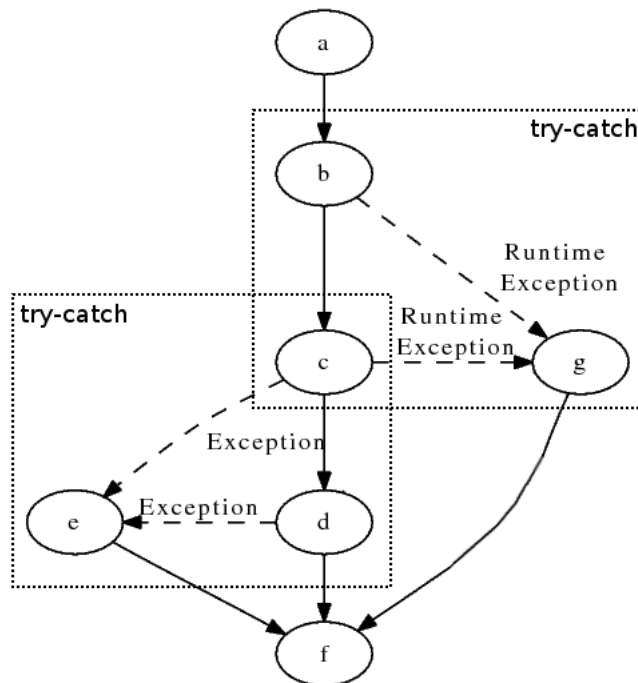 a
try-catch
b
Runtime
Exception
try-catch
Runtime
Exception
c
g
Exception
Exception
e
d
f